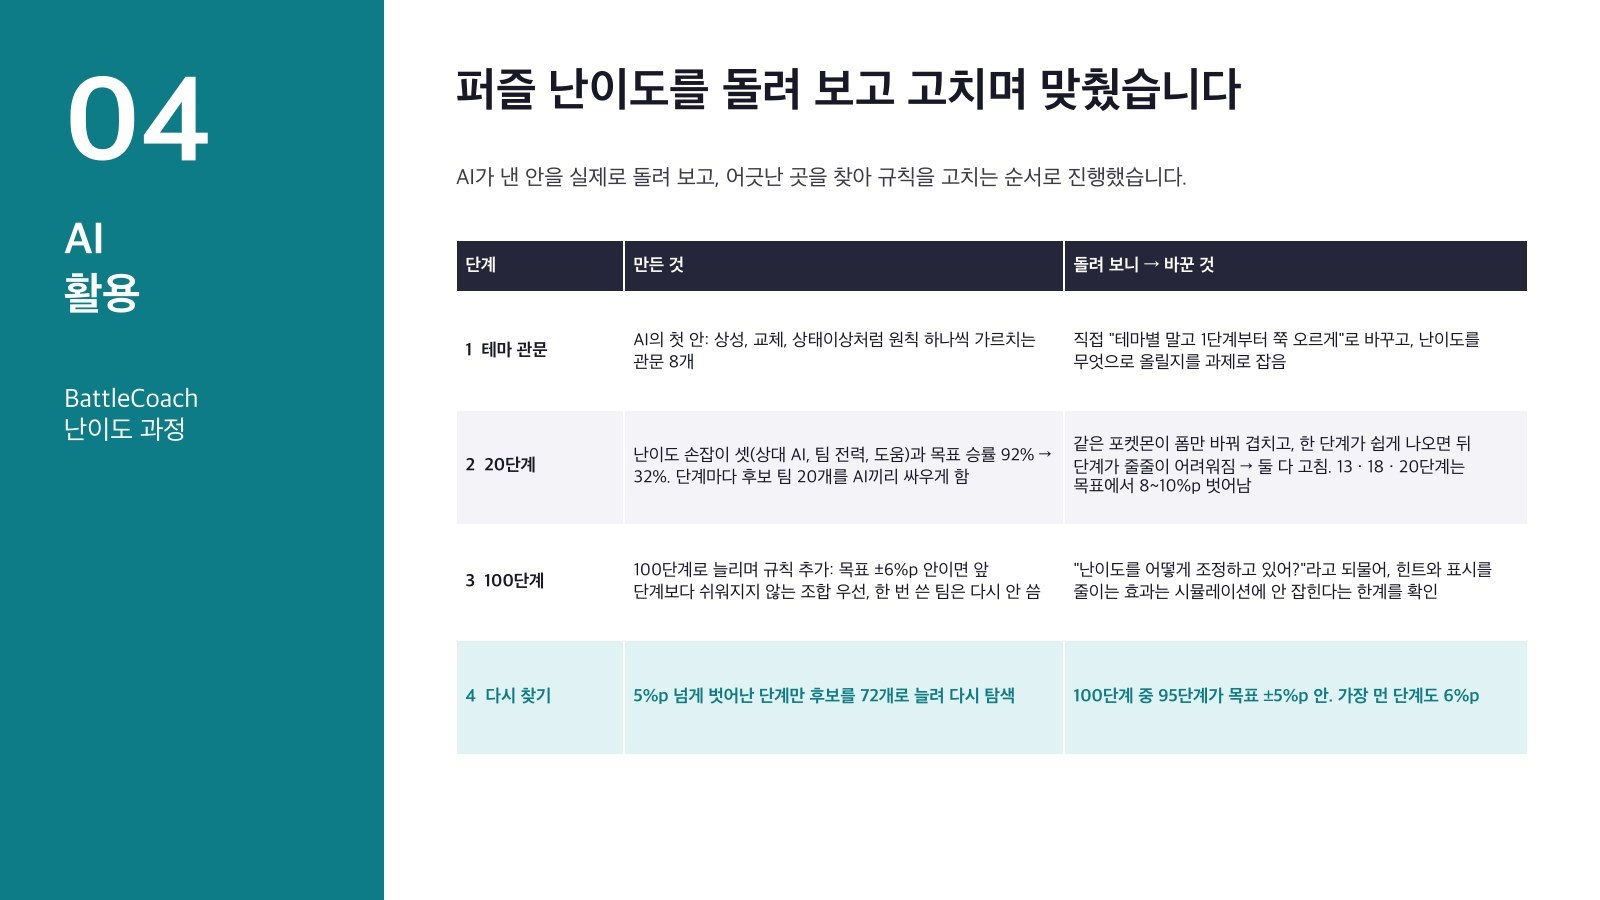 04
AI
활용
BattleCoach
난이도 과정
퍼즐 난이도를 돌려 보고 고치며 맞췄습니다
AI가 낸 안을 실제로 돌려 보고, 어긋난 곳을 찾아 규칙을 고치는 순서로 진행했습니다.
단계
만든 것
돌려 보니 → 바꾼 것
1 테마 관문
AI의 첫 안: 상성, 교체, 상태이상처럼 원칙 하나씩 가르치는
관문 8개
직접 "테마별 말고 1단계부터 쭉 오르게"로 바꾸고, 난이도를
무엇으로 올릴지를 과제로 잡음
2 20단계
난이도 손잡이 셋(상대 AI, 팀 전력, 도움)과 목표 승률 92% →
32%. 단계마다 후보 팀 20개를 AI끼리 싸우게 함
같은 포켓몬이 폼만 바꿔 겹치고, 한 단계가 쉽게 나오면 뒤
단계가 줄줄이 어려워짐 → 둘 다 고침. 13 · 18 · 20단계는
목표에서 8~10%p 벗어남
3 100단계
100단계로 늘리며 규칙 추가: 목표 ±6%p 안이면 앞
단계보다 쉬워지지 않는 조합 우선, 한 번 쓴 팀은 다시 안 씀
"난이도를 어떻게 조정하고 있어?"라고 되물어, 힌트와 표시를
줄이는 효과는 시뮬레이션에 안 잡힌다는 한계를 확인
4 다시 찾기
5%p 넘게 벗어난 단계만 후보를 72개로 늘려 다시 탐색
100단계 중 95단계가 목표 ±5%p 안. 가장 먼 단계도 6%p